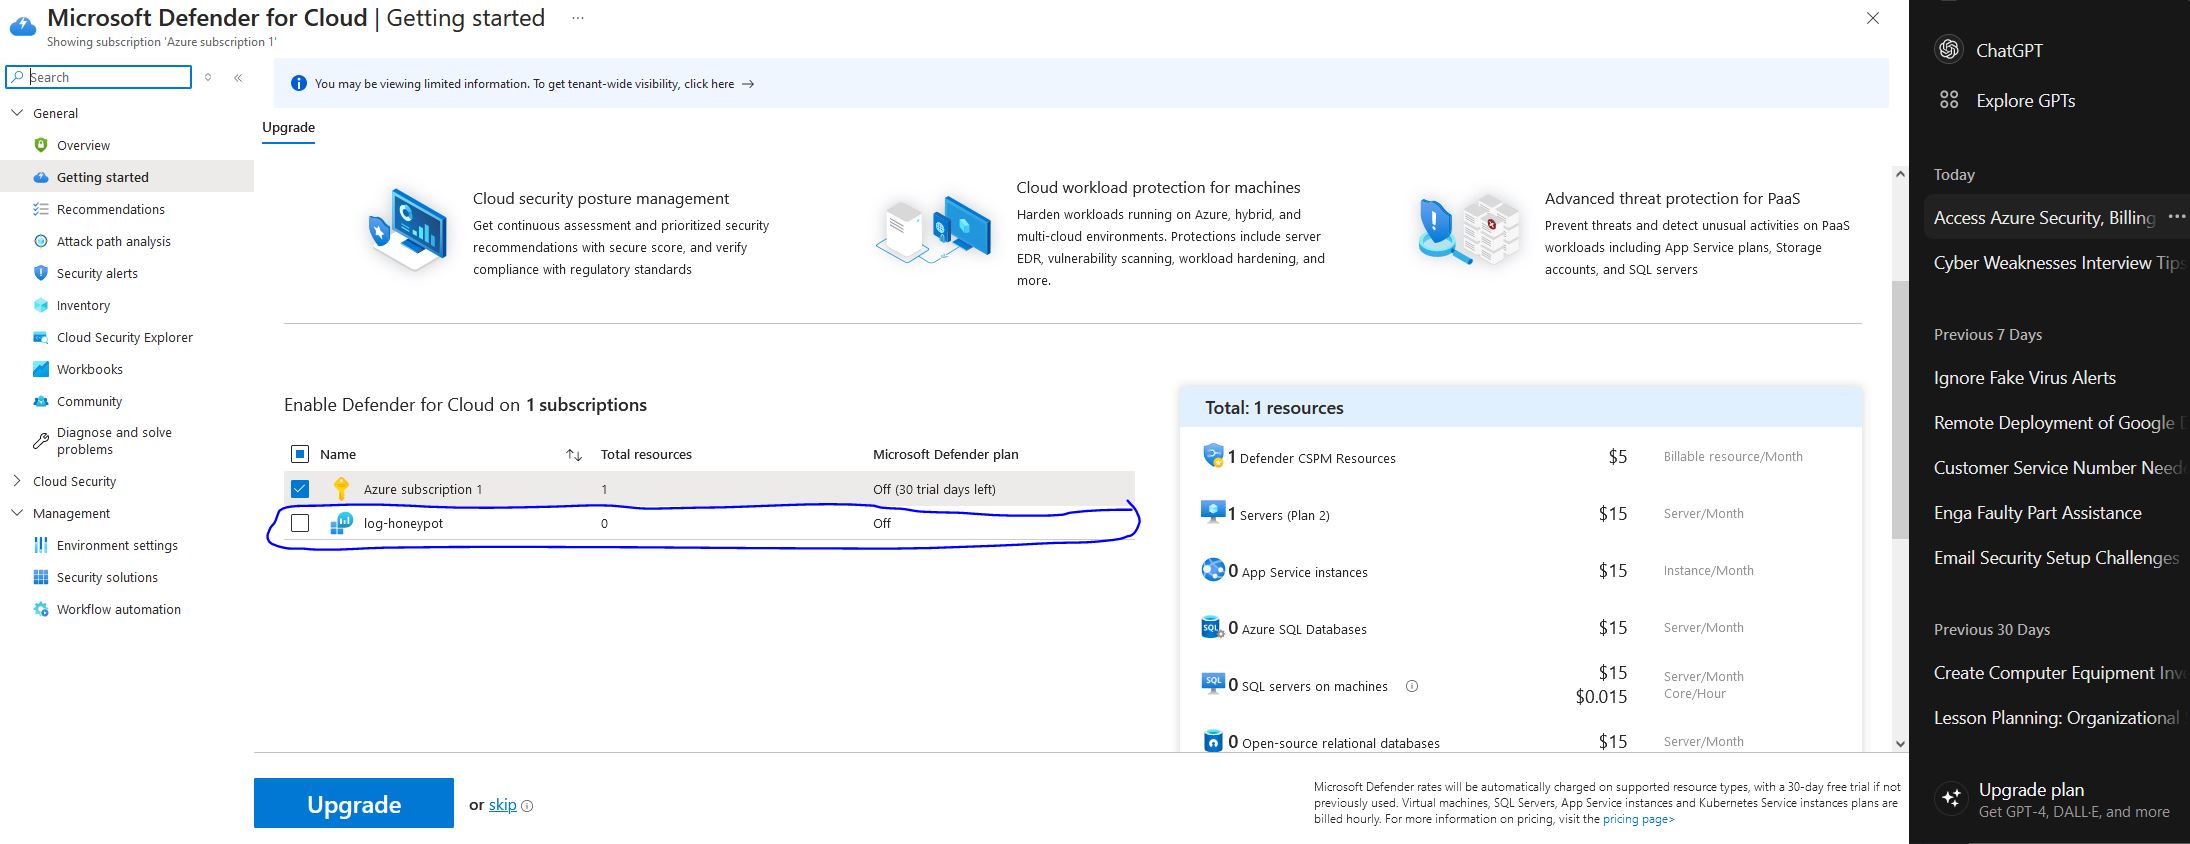 Microsoft Defender for Cloud | Getting started ...
Showing subscription 'Azure subscription 1'
Search
General
Overview
Getting started
Recommendations
Attack path analysis
Security alerts
Inventory
Cloud Security Explorer
Workbooks
Community
Diagnose and solve
problems
Cloud Security
Management
Environment settings
Security solutions
Workflow automation
You may be viewing limited information. To get tenant-wide visibility, click here →
Upgrade
Cloud security posture management
Get continuous assessment and prioritized security
recommendations with secure score, and verify
compliance with regulatory standards
Cloud workload protection for machines
Harden workloads running on Azure, hybrid, and
multi-cloud environments. Protections include server
EDR, vulnerability scanning, workload hardening, and
more.
Advanced threat protection for PaaS
Prevent threats and detect unusual activities on PaaS
workloads including App Service plans, Storage
accounts, and SQL servers
Enable Defender for Cloud on 1 subscriptions
Name Total resources Microsoft Defender plan
Azure subscription 1 1 Off (30 trial days left)
log-honeypot 0 Off
Total: 1 resources
1 Defender CSPM Resources $5 Billable resource/Month
1 Servers (Plan 2) $15 Server/Month
0 App Service instances $15 Instance/Month
SQL 0 Azure SQL Databases $15 Server/Month
SQL 0 SQL servers on machines $15 Server/Month
$0.015 Core/Hour
0 Open-source relational databases $15 Server/Month
Upgrade or skip
Microsoft Defender rates will be automatically charged on supported resource types, with a 30-day free trial if not
previously used. Virtual machines, SQL Servers, App Service instances and Kubernetes Service instances plans are
billed hourly. For more information on pricing, visit the pricing page>
ChatGPT
Explore GPTs
Today
Access Azure Security, Billing ...
Cyber Weaknesses Interview Tips
Previous 7 Days
Ignore Fake Virus Alerts
Remote Deployment of Google
Customer Service Number Need
Enga Faulty Part Assistance
Email Security Setup Challenges
Previous 30 Days
Create Computer Equipment Inv
Lesson Planning: Organizational
Upgrade plan
Get GPT-4, DALL·E, and more